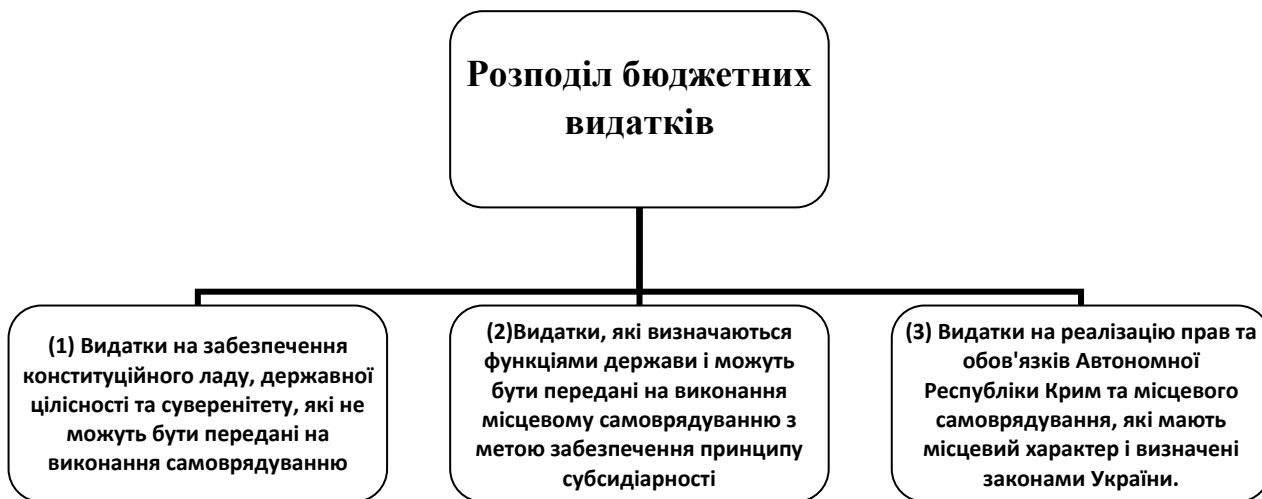 Розподіл бюджетних
видатків
(1) Видатки на забезпечення
конституційного ладу, державної
цілісності та суверенітету, які не
можуть бути передані на
виконання самоврядуванню
(2)Видатки, які визначаються
функціями держави і можуть
бути передані на виконання
місцевому самоврядуванню з
метою забезпечення принципу
субсидіарності
(3) Видатки на реалізацію прав та
обов'язків Автономної
Республіки Крим та місцевого
самоврядування, які мають
місцевий характер і визначені
законами України.